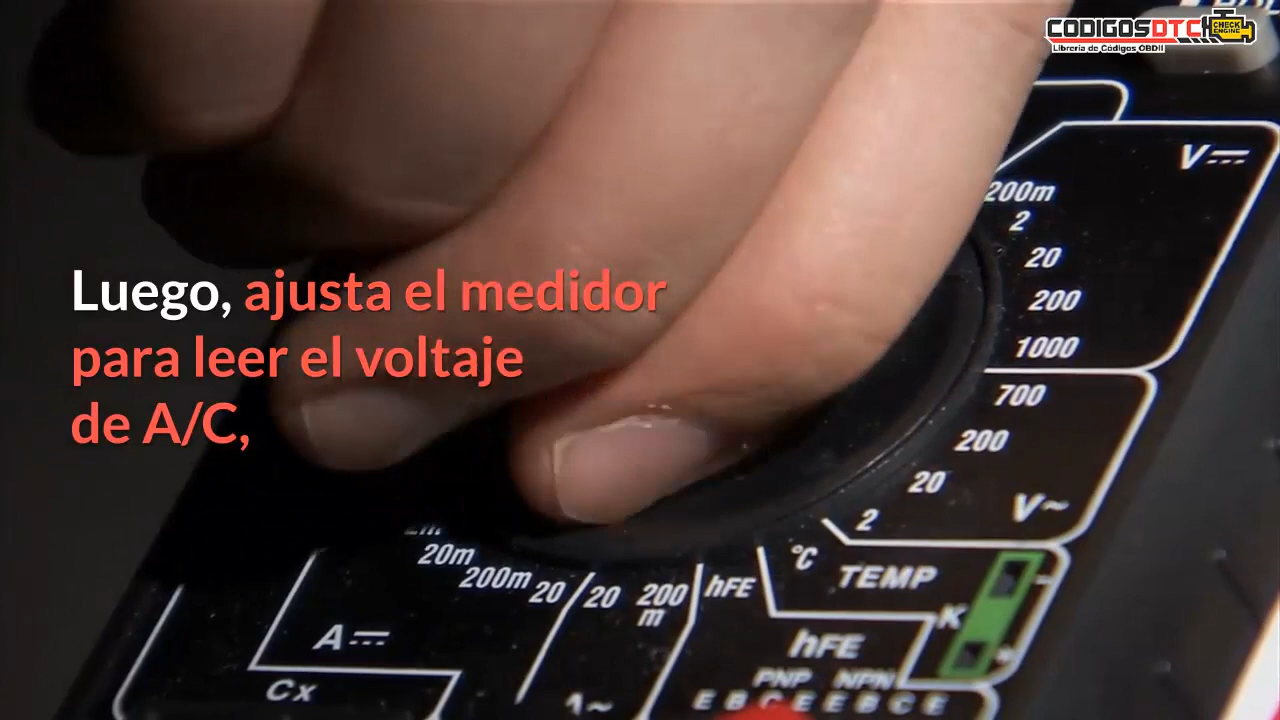 CODIGOSDTC
CHECK
ENGINE
Librería de Códigos OBDII
Luego, ajusta el medidor
para leer el voltaje
de A/C,
V
200m
2
20
200
1000
700
200
20
2
V~
20m
200m
20
20
200
m
hFE
°C
TEMP
K
A
Cx
hFE
PNP NPN
E B C E E B C E